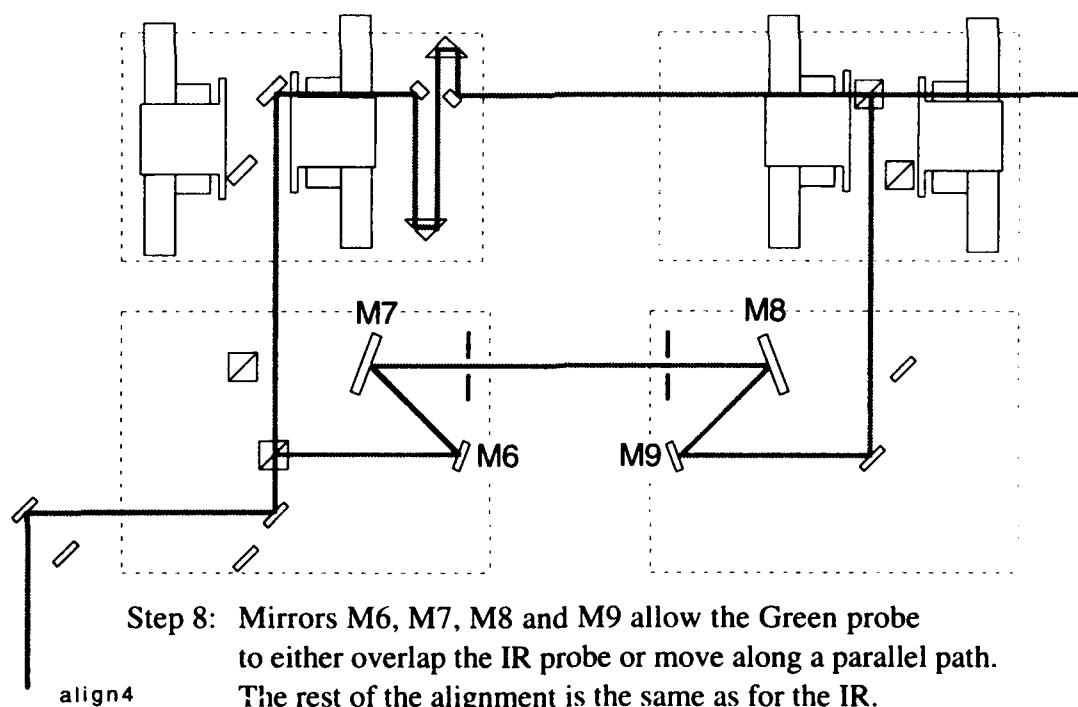 M7
M8
M6
M9
Step 8: Mirrors M6, M7, M8 and M9 allow the Green probe
to either overlap the IR probe or move along a parallel path.
align4
The rest of the alignment is the same as for the IR.